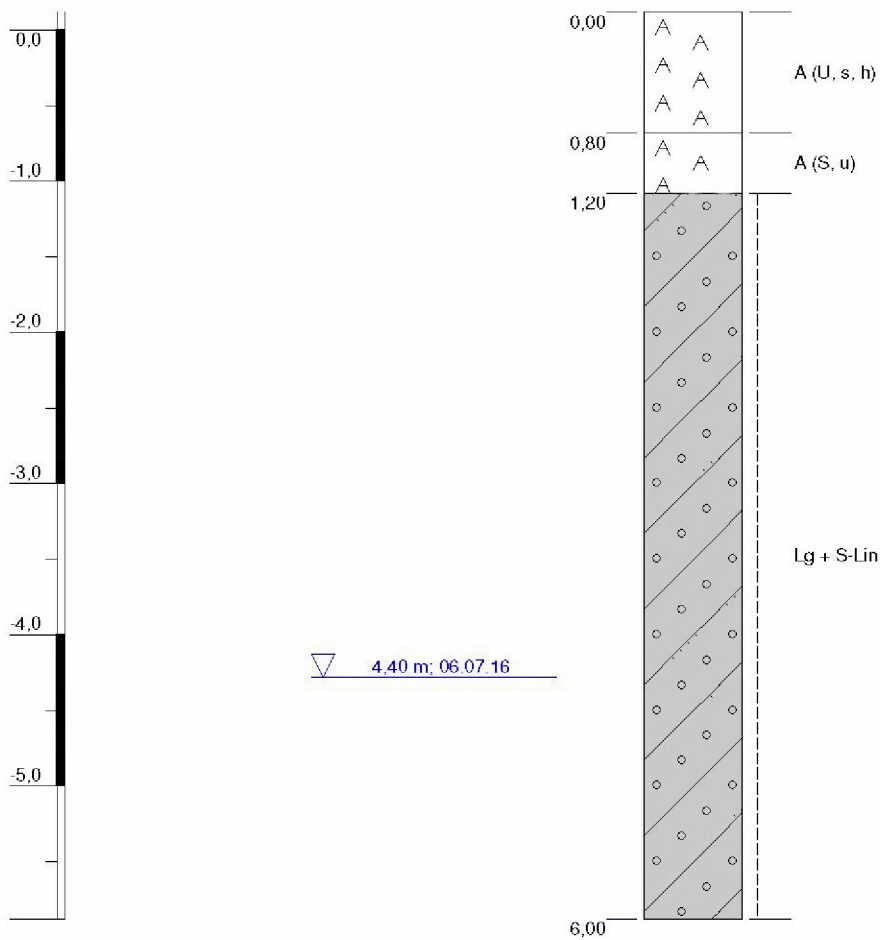 0,00
0,0
A (U, s, h)
0,80
A (S, u)
-1,0
1,20
-2,0
-3,0
Lg + S-Lin
-4,0
4,40 m; 06.07.16
-5,0
6,00